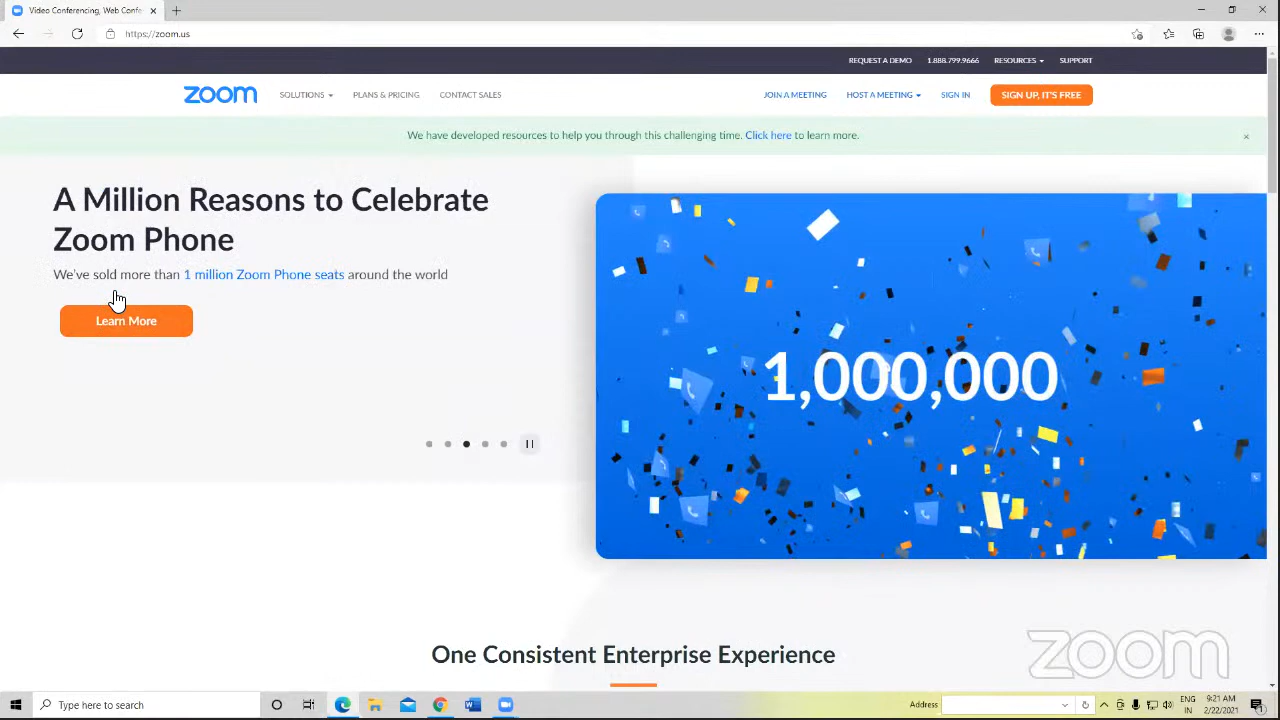 Video Conferencing, Web Confe
https://zoom.us
REQUEST A DEMO 1.888.799.9666 RESOURCES SUPPORT
zoom SOLUTIONS PLANS & PRICING CONTACT SALES JOIN A MEETING HOST A MEETING SIGN IN SIGN UP, IT'S FREE
We have developed resources to help you through this challenging time. Click here to learn more.
A Million Reasons to Celebrate
Zoom Phone
We've sold more than 1 million Zoom Phone seats around the world
Learn More
1,000,000
One Consistent Enterprise Experience
zoom
Type here to search
Address
ENG
IN
9:21 AM
2/22/2021